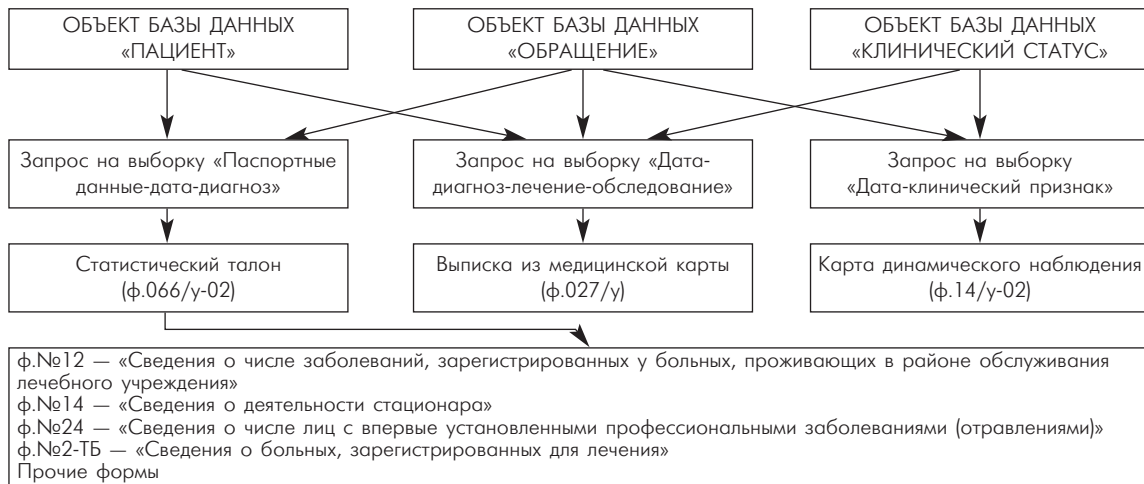 ОБЪЕКТ БАЗЫ ДАННЫХ
«ПАЦИЕНТ»
ОБЪЕКТ БАЗЫ ДАННЫХ
«ОБРАЩЕНИЕ»
ОБЪЕКТ БАЗЫ ДАННЫХ
«КЛИНИЧЕСКИЙ СТАТУС»
Запрос на выборку «Паспортные
данные-дата-диагноз»
Запрос на выборку «Дата-
диагноз-лечение-обследование»
Запрос на выборку
«Дата-клинический признак»
Статистический талон
(ф.066/у-02)
Выписка из медицинской карты
(ф.027/у)
Карта динамического наблюдения
(ф.14/у-02)
ф.№12 — «Сведения о числе заболеваний, зарегистрированных у больных, проживающих в районе обслуживания
лечебного учреждения»
ф.№14 — «Сведения о деятельности стационара»
ф.№24 — «Сведения о числе лиц с впервые установленными профессиональными заболеваниями (отравлениями)»
ф.№2-ТБ — «Сведения о больных, зарегистрированных для лечения»
Прочие формы